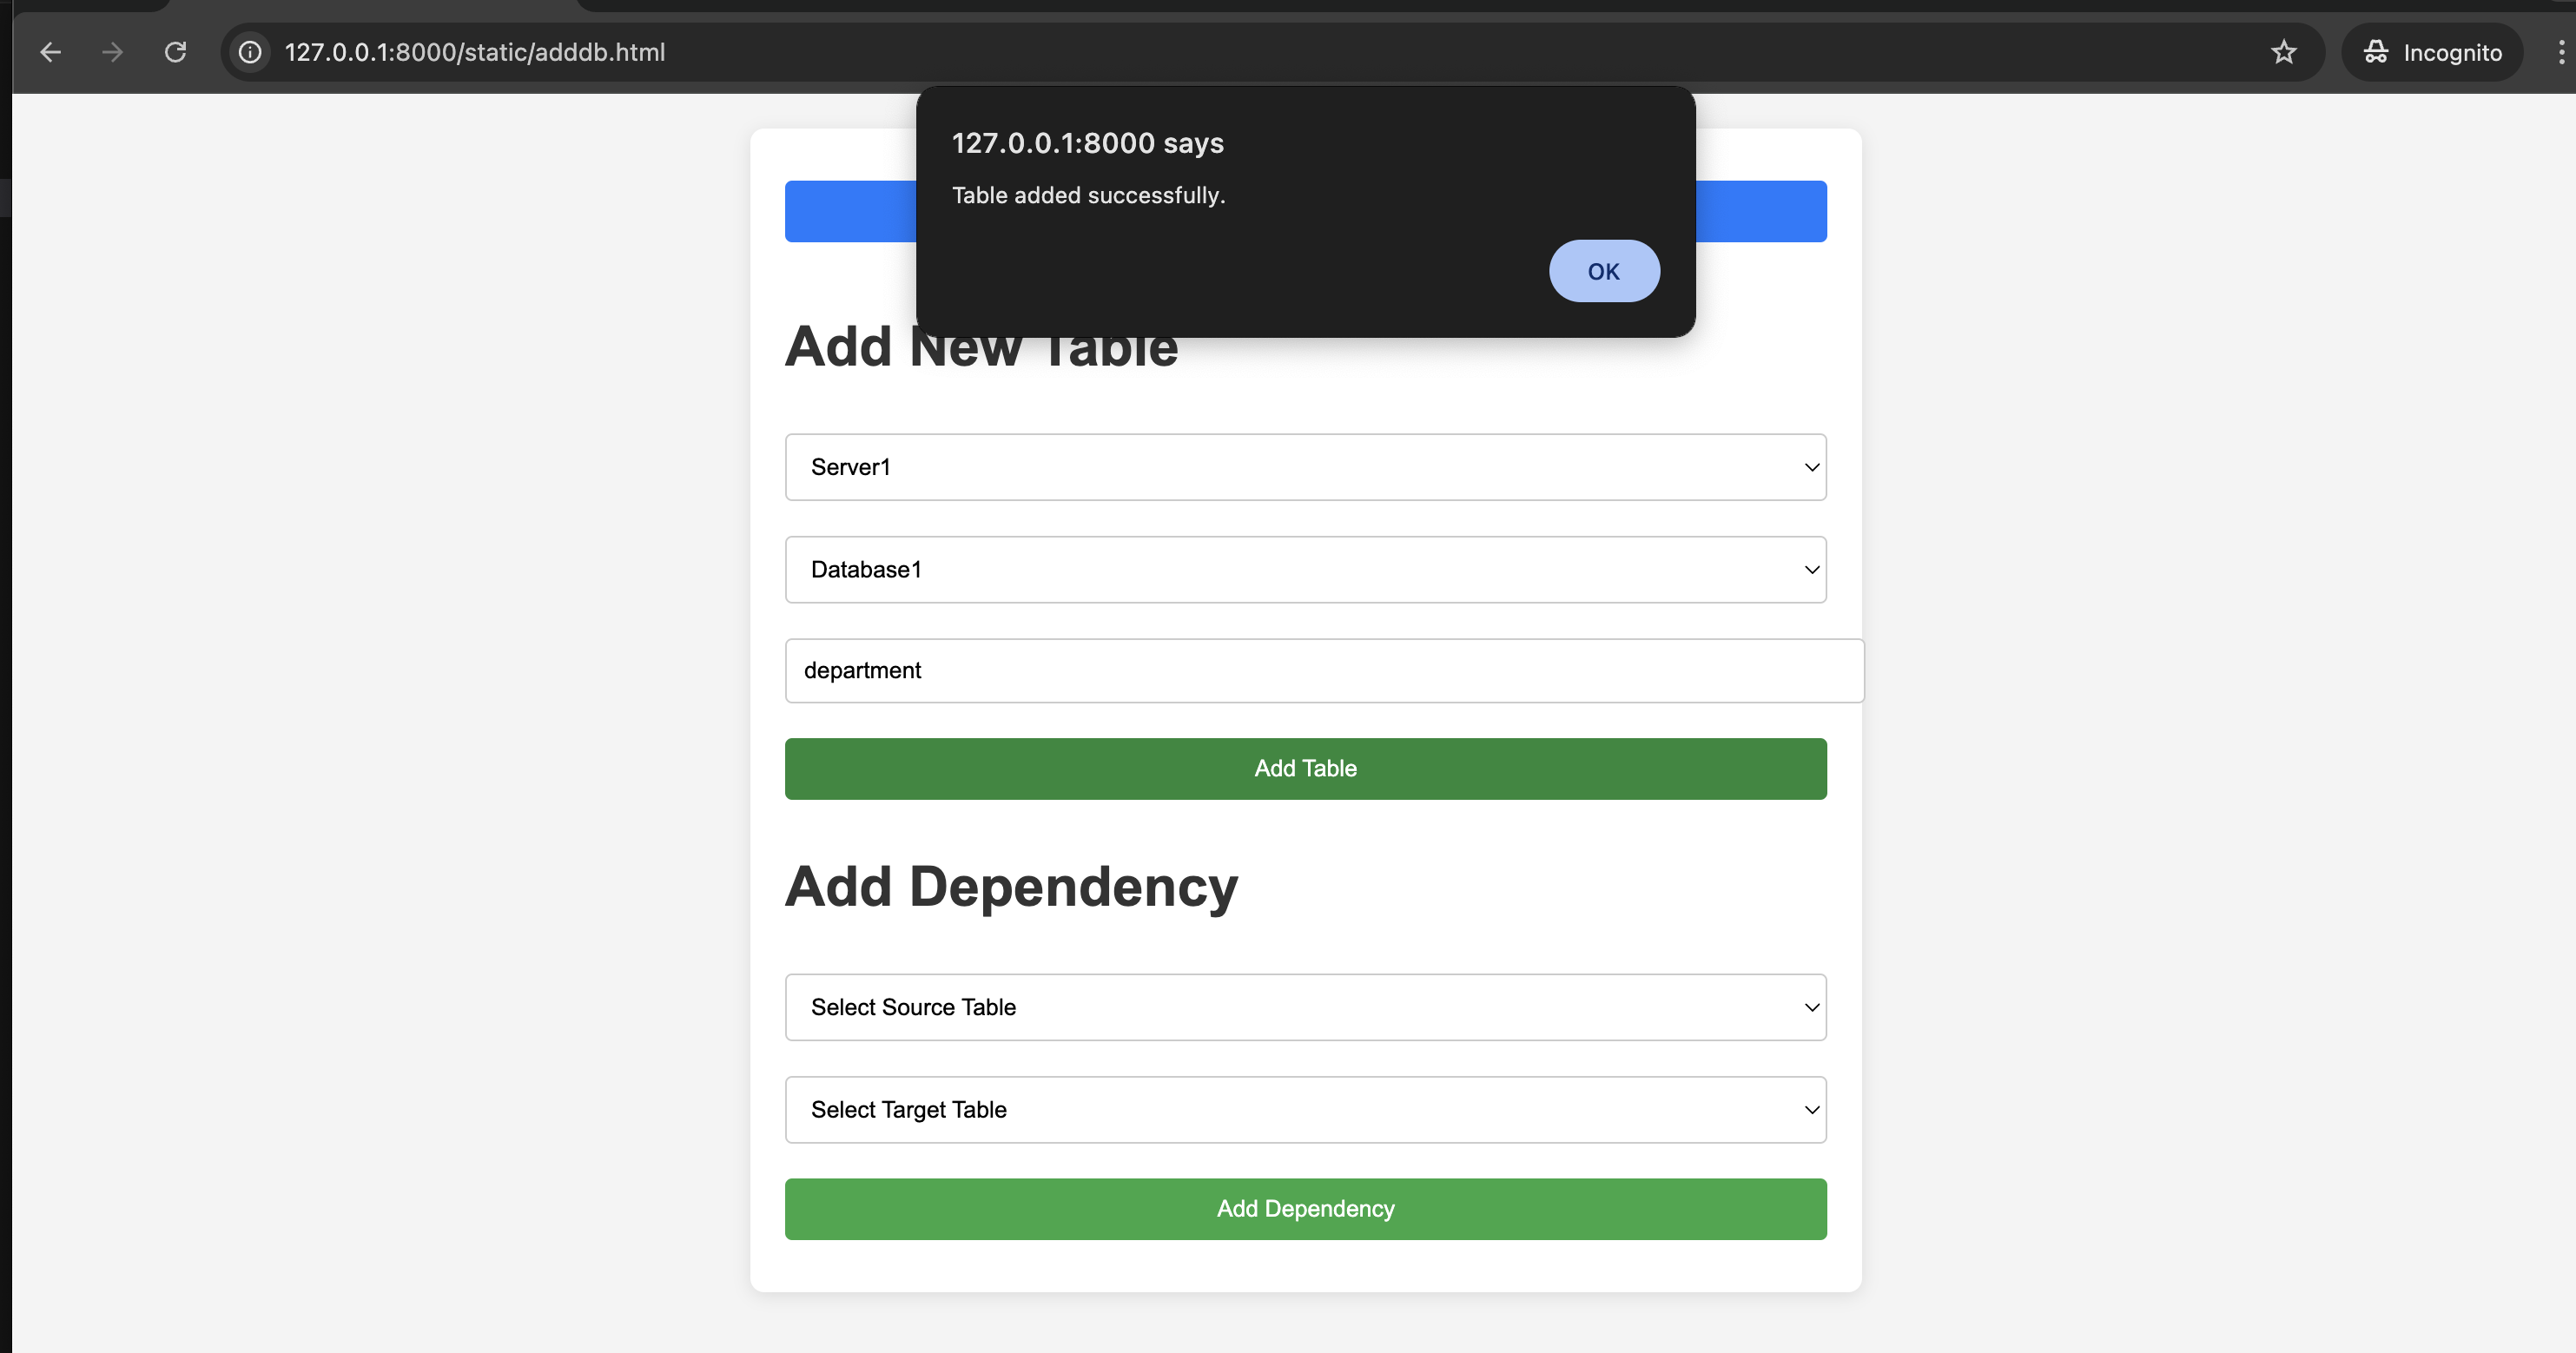 127.0.0.1:8000/static/adddb.html
Incognito
127.0.0.1:8000 says
Table added successfully.
OK
Add New Table
Server1
Database1
department
Add Table
Add Dependency
Select Source Table
Select Target Table
Add Dependency